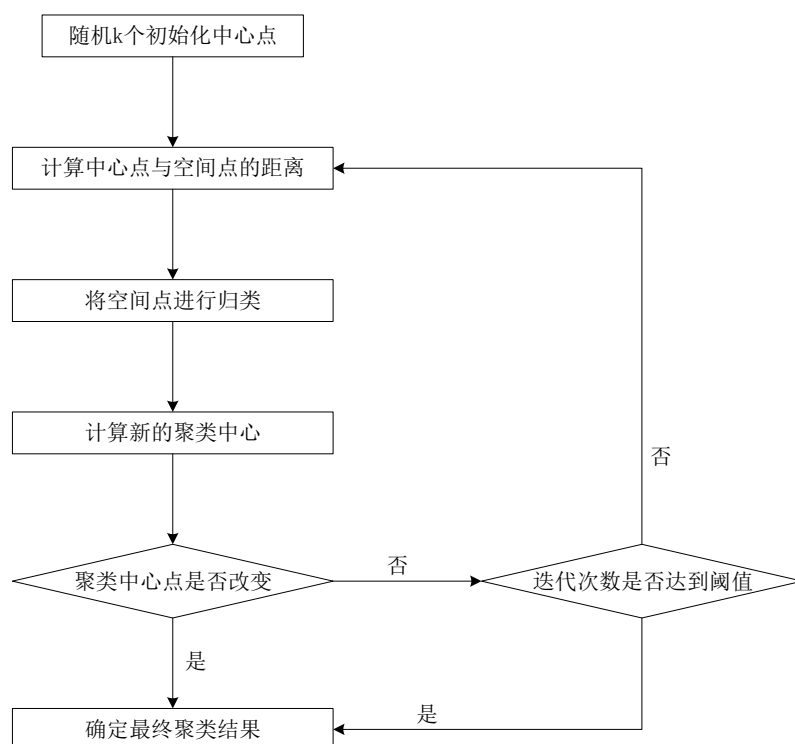 随机k个初始化中心点
计算中心点与空间点的距离
将空间点进行归类
计算新的聚类中心
否
聚类中心点是否改变
否
迭代次数是否达到阈值
是
是
确定最终聚类结果